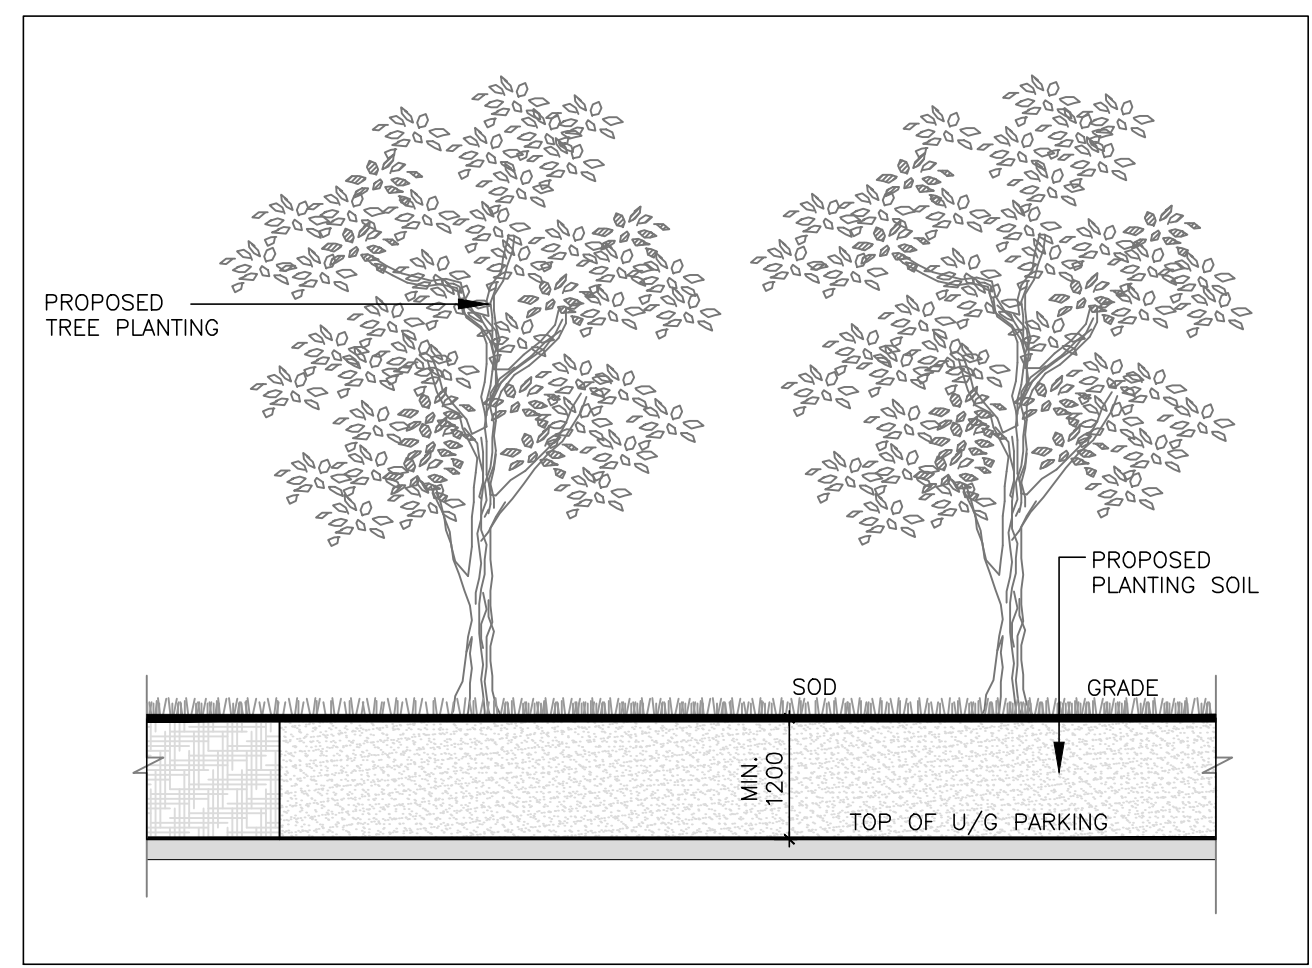 PROPOSED
TREE PLANTING
PROPOSED
PLANTING SOIL
SOD
GRADE
MIN.
1200
TOP OF U/G PARKING